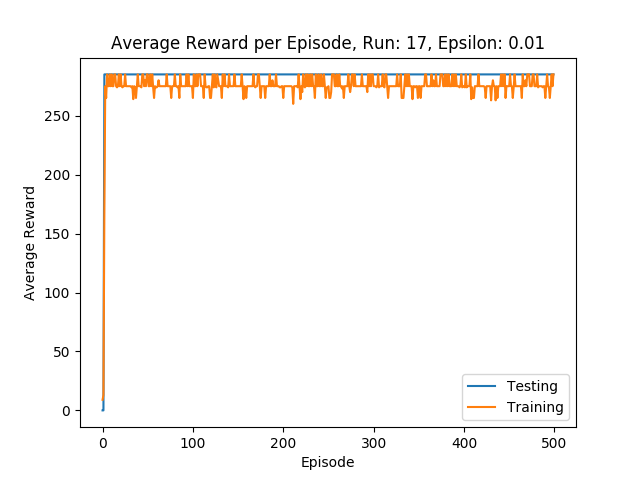 Average Reward per Episode, Run: 17, Epsilon: 0.01
Average Reward
250
200
150
100
50
0
0 100 200 300 400 500
Episode
Testing
Training